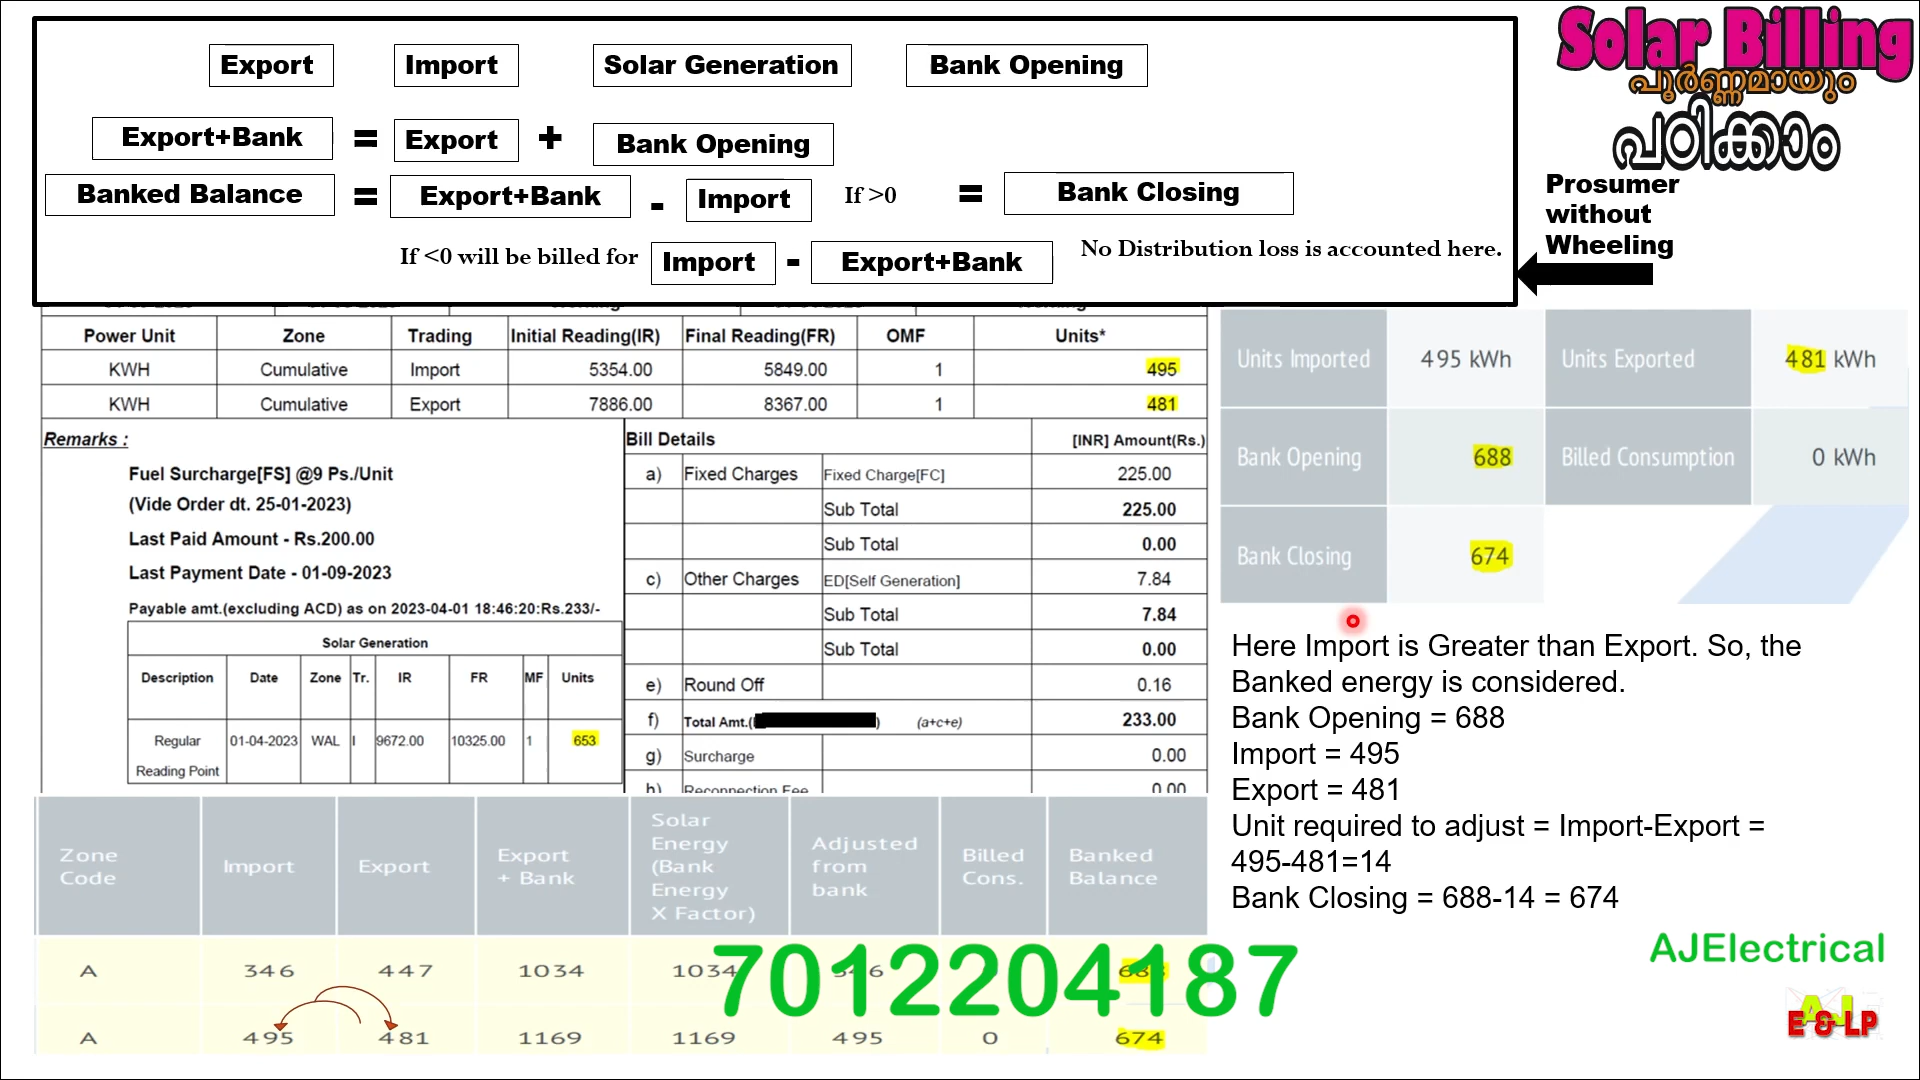 Solar Billing
പൂർണ്ണമായും
പഠിക്കാം
Export Import Solar Generation Bank Opening
Export+Bank = Export + Bank Opening
Banked Balance = Export+Bank - Import If >0 = Bank Closing
If <0 will be billed for Import - Export+Bank No Distribution loss is accounted here.
Prosumer
without
Wheeling
Power Unit Zone Trading Initial Reading(IR) Final Reading(FR) OMF Units*
KWH Cumulative Import 5354.00 5849.00 1 495
KWH Cumulative Export 7886.00 8367.00 1 481
Remarks :
Fuel Surcharge[FS] @9 Ps./Unit
(Vide Order dt. 25-01-2023)
Last Paid Amount - Rs.200.00
Last Payment Date - 01-09-2023
Payable amt.(excluding ACD) as on 2023-04-01 18:46:20:Rs.233/-
Solar Generation
Description Date Zone Tr. IR FR MF Units
Regular 01-04-2023 WAL I 9672.00 10325.00 1 653
Reading Point
Bill Details [INR] Amount(Rs.)
a) Fixed Charges Fixed Charge[FC] 225.00
Sub Total 225.00
Sub Total 0.00
c) Other Charges ED[Self Generation] 7.84
Sub Total 7.84
Sub Total 0.00
e) Round Off 0.16
f) Total Amt.( ) (a+c+e) 233.00
g) Surcharge 0.00
h) Reconnection Fee 0.00
Units Imported 495 kWh Units Exported 481 kWh
Bank Opening 688 Billed Consumption 0 kWh
Bank Closing 674
Here Import is Greater than Export. So, the
Banked energy is considered.
Bank Opening = 688
Import = 495
Export = 481
Unit required to adjust = Import-Export =
495-481=14
Bank Closing = 688-14 = 674
Zone Code Import Export Export + Bank Solar Energy (Bank Energy X Factor) Adjusted from bank Billed Cons. Banked Balance
A 346 447 1034 1034
A 495 481 1169 1169 495 0 674
7012204187
AJElectrical
AJ
E & LP